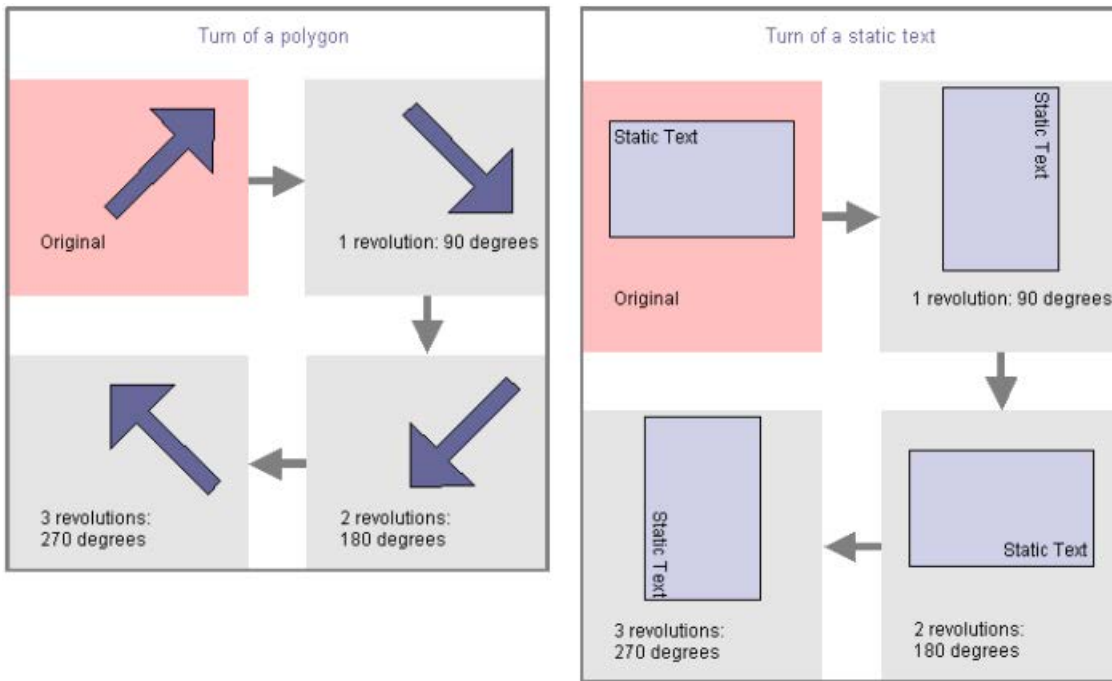 Turn of a polygon
Original
1 revolution: 90 degrees
3 revolutions:
270 degrees
2 revolutions:
180 degrees
Turn of a static text
Static Text
Original
Static Text
1 revolution: 90 degrees
Static Text
3 revolutions:
270 degrees
Static Text
2 revolutions:
180 degrees